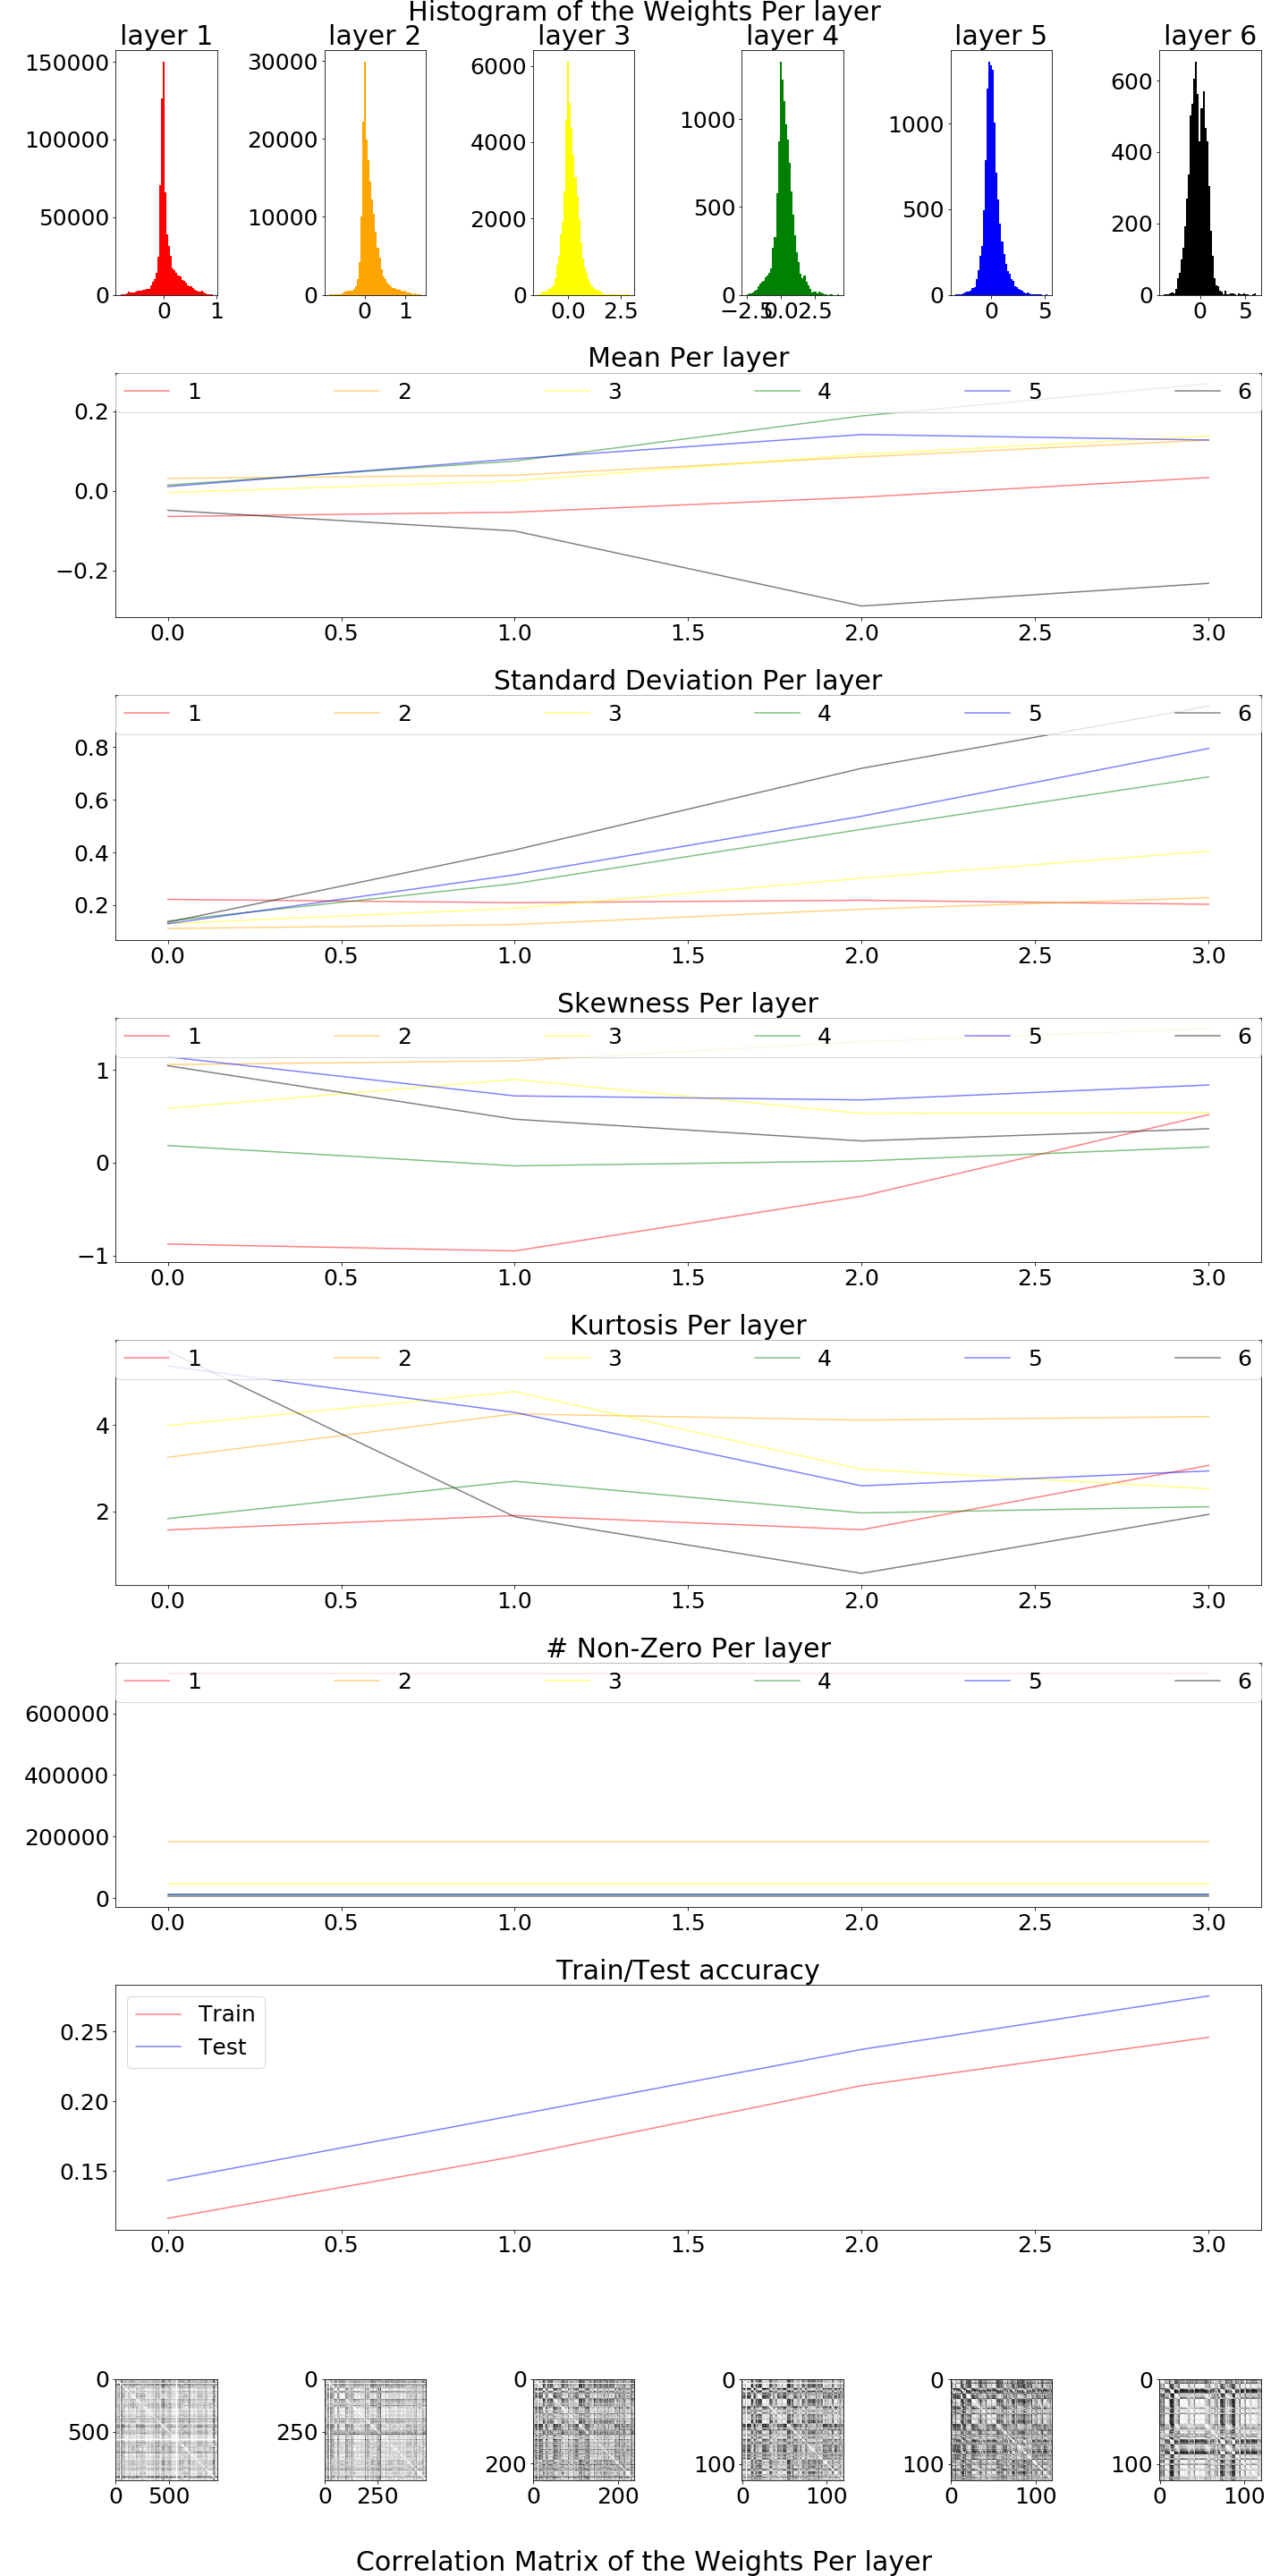 Histogram of the Weights Per layer
layer 1 layer 2 layer 3 layer 4 layer 5 layer 6
150000 100000 50000 0
0 1
30000 20000 10000 0
0 1
6000 4000 2000 0
0.0 2.5
1000 500 0
−2.5 0.0 2.5
1000 500 0
0 5
600 400 200 0
0 5
Mean Per layer
1 2 3 4 5 6
0.2
0.0
−0.2
0.0 0.5 1.0 1.5 2.0 2.5 3.0
Standard Deviation Per layer
1 2 3 4 5 6
0.8
0.6
0.4
0.2
0.0 0.5 1.0 1.5 2.0 2.5 3.0
Skewness Per layer
1 2 3 4 5 6
1
0
−1
0.0 0.5 1.0 1.5 2.0 2.5 3.0
Kurtosis Per layer
1 2 3 4 5 6
4
2
0.0 0.5 1.0 1.5 2.0 2.5 3.0
# Non-Zero Per layer
1 2 3 4 5 6
600000
400000
200000
0
0.0 0.5 1.0 1.5 2.0 2.5 3.0
Train/Test accuracy
Train
Test
0.25
0.20
0.15
0.0 0.5 1.0 1.5 2.0 2.5 3.0
0 500
0 500
0 250
0 250
0 200
0 200
0 100
0 100
0 100
0 100
0 100
0 100
Correlation Matrix of the Weights Per layer